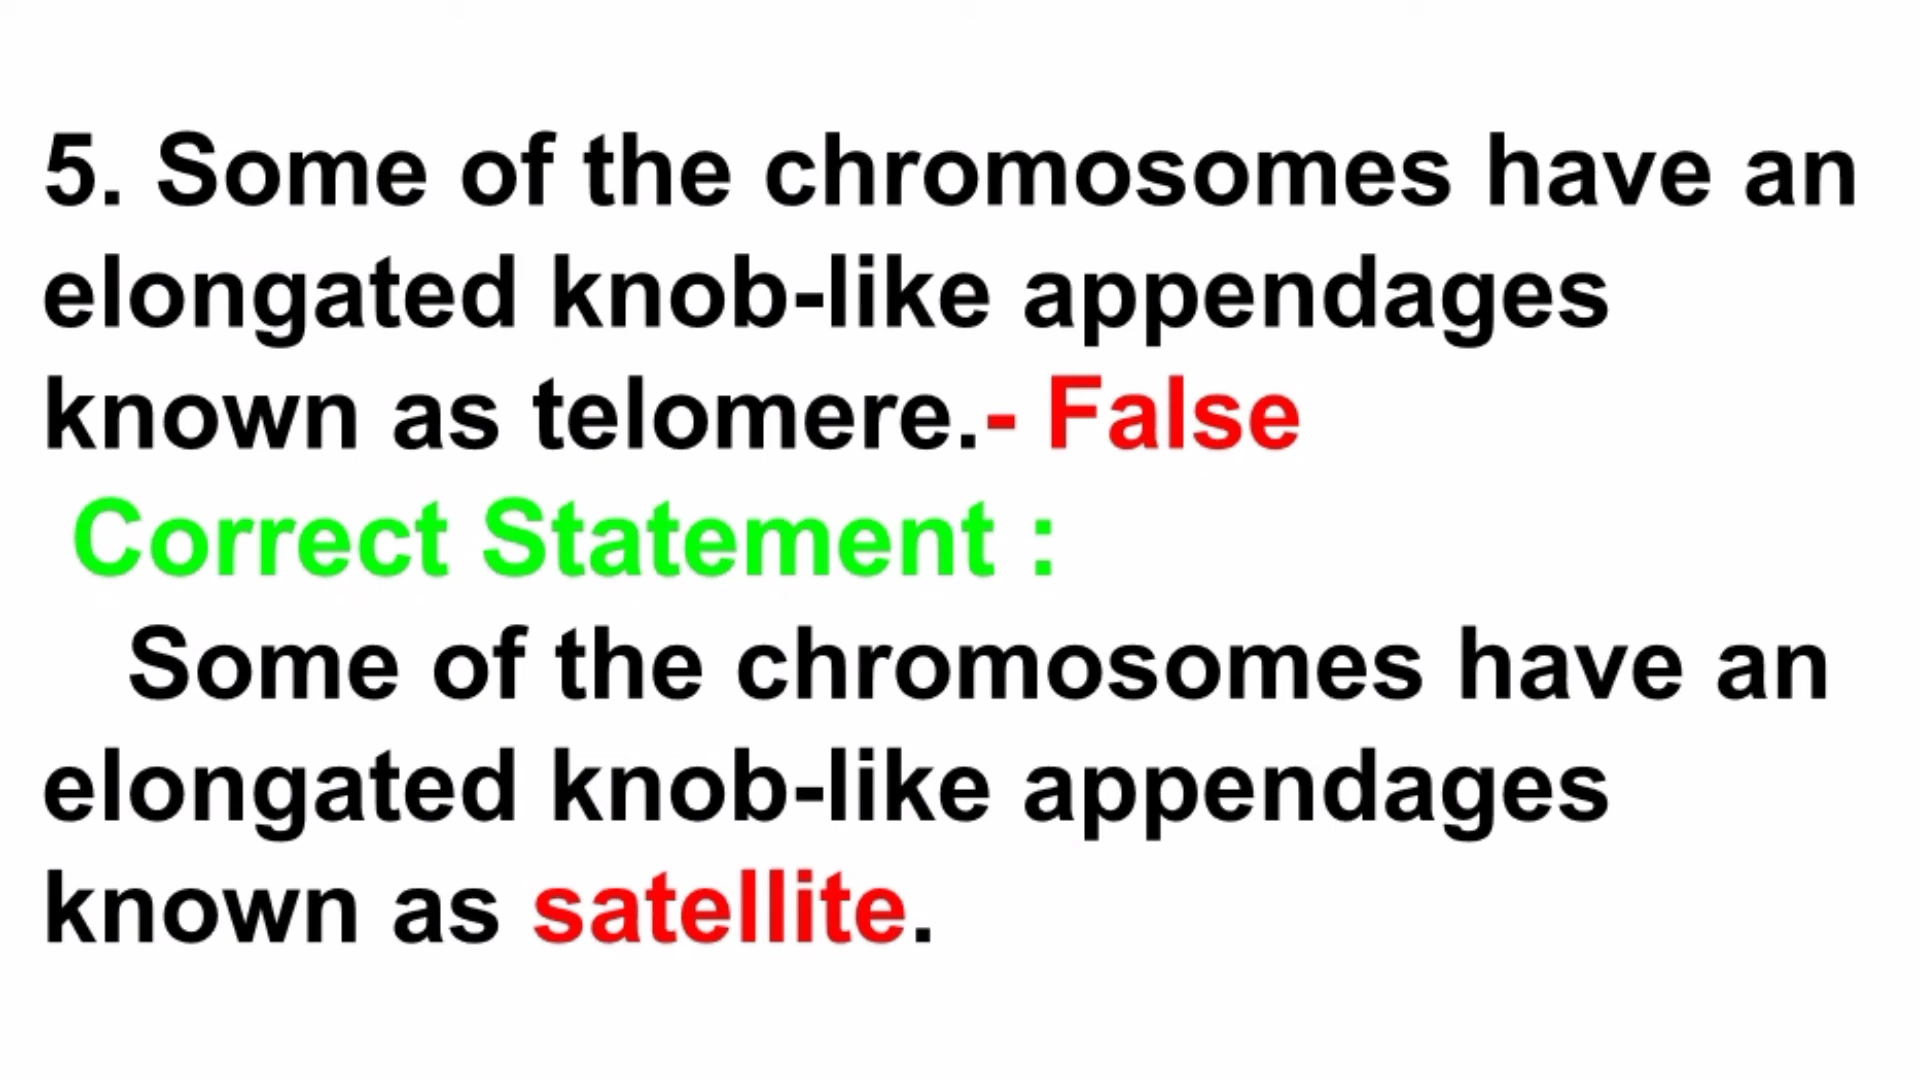 5. Some of the chromosomes have an
elongated knob-like appendages
known as telomere.- False
Correct Statement :
Some of the chromosomes have an
elongated knob-like appendages
known as satellite.